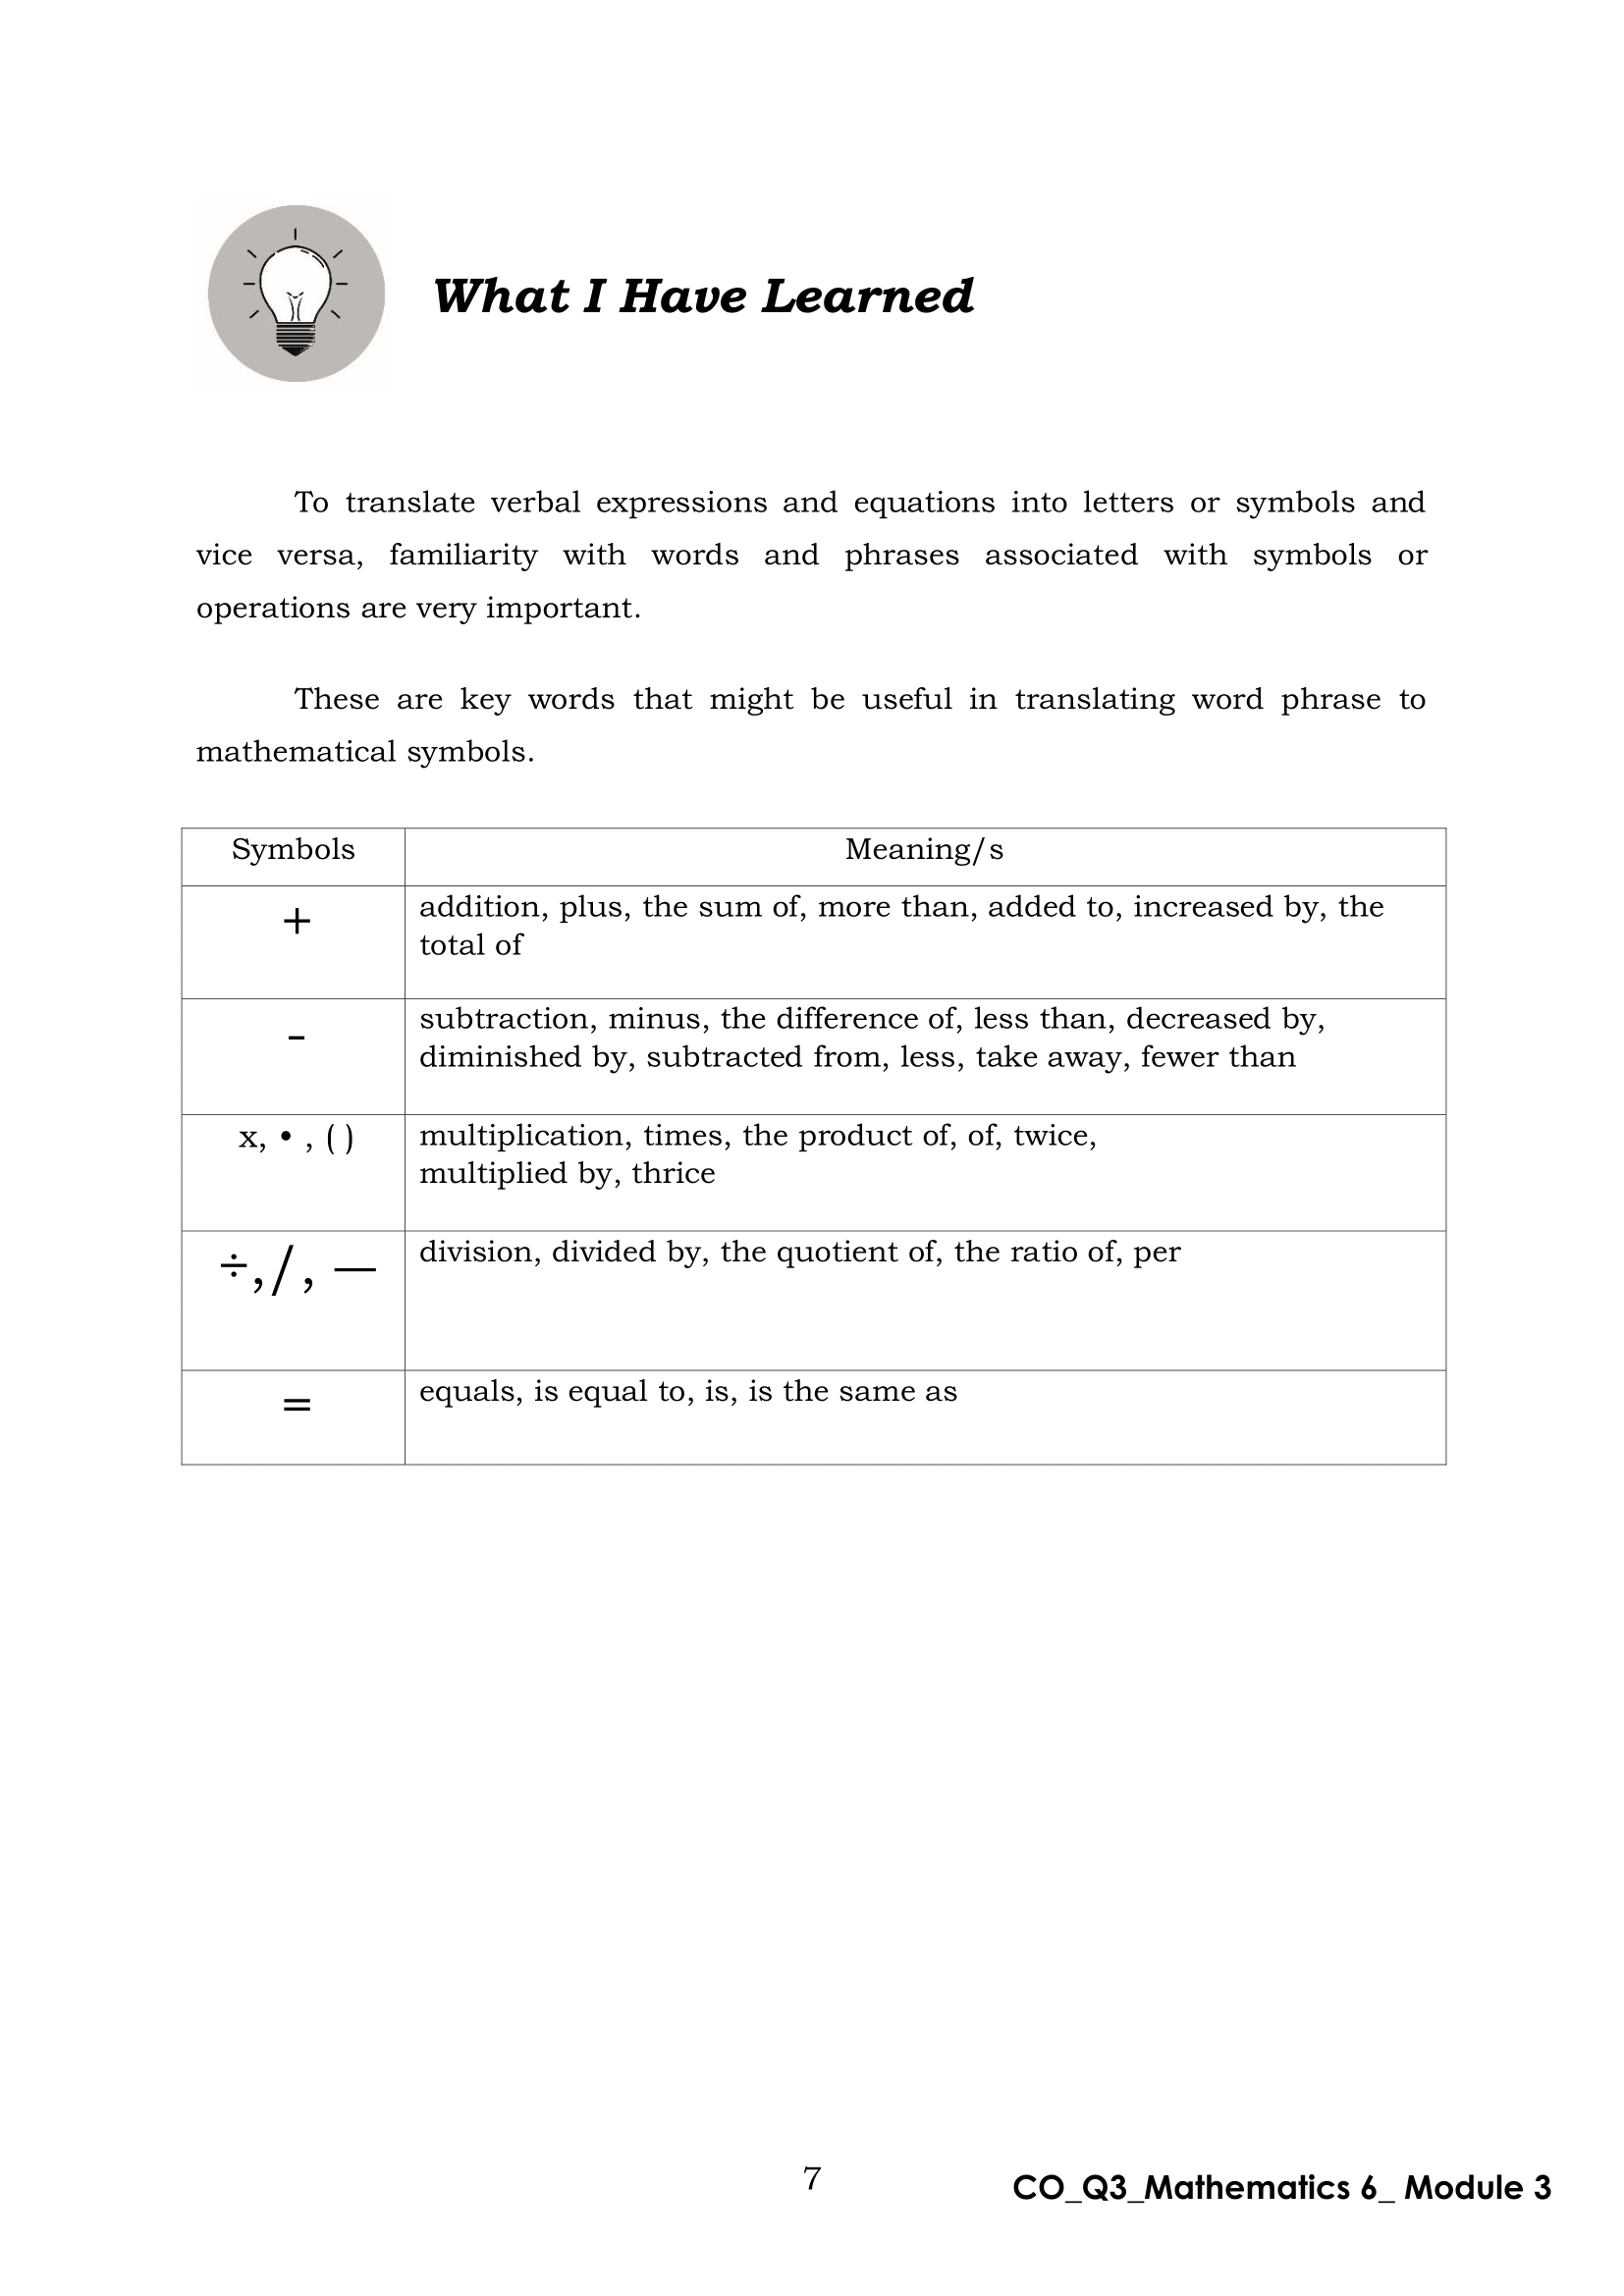 What I Have Learned
To translate verbal expressions and equations into letters or symbols and
vice versa, familiarity with words and phrases associated with symbols or
operations are very important.
These are key words that might be useful in translating word phrase to
mathematical symbols.
Symbols Meaning/s
+ addition, plus, the sum of, more than, added to, increased by, the
total of
- subtraction, minus, the difference of, less than, decreased by,
diminished by, subtracted from, less, take away, fewer than
x, • , ( ) multiplication, times, the product of, of, twice,
multiplied by, thrice
÷,/, — division, divided by, the quotient of, the ratio of, per
= equals, is equal to, is, is the same as
7
CO_Q3_Mathematics 6_ Module 3